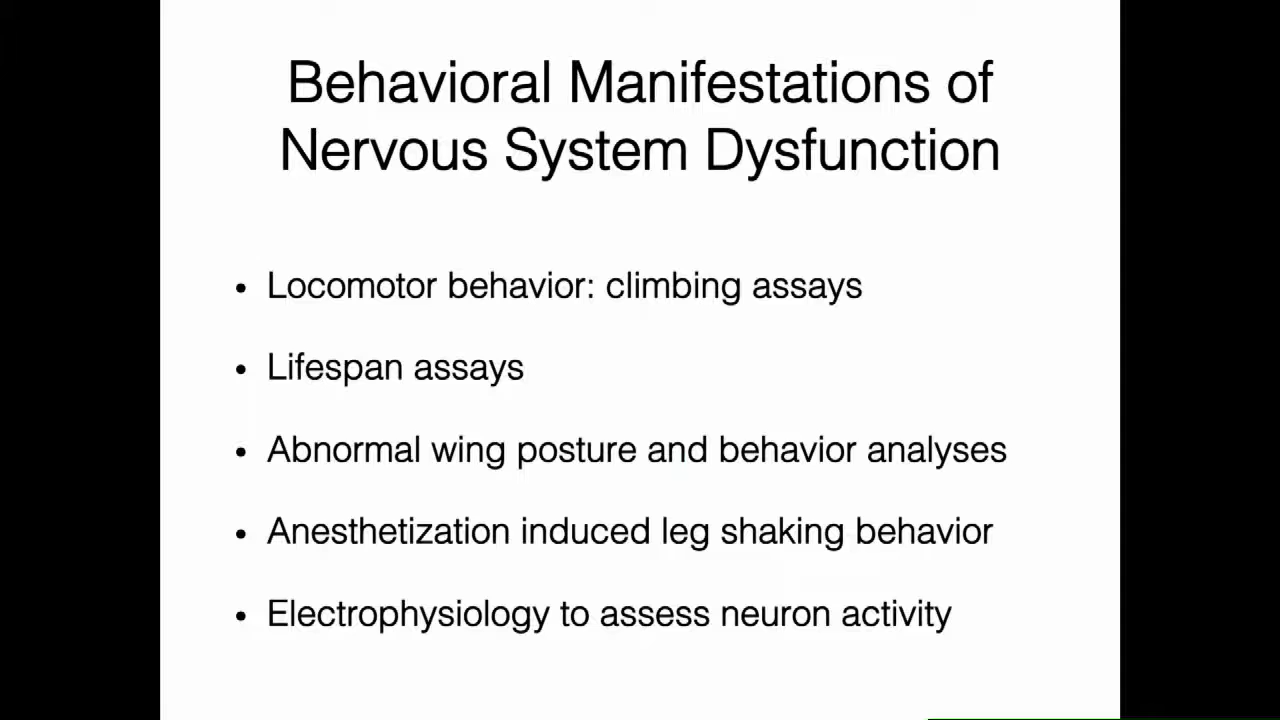 Behavioral Manifestations of
Nervous System Dysfunction
• Locomotor behavior: climbing assays
• Lifespan assays
• Abnormal wing posture and behavior analyses
• Anesthetization induced leg shaking behavior
• Electrophysiology to assess neuron activity